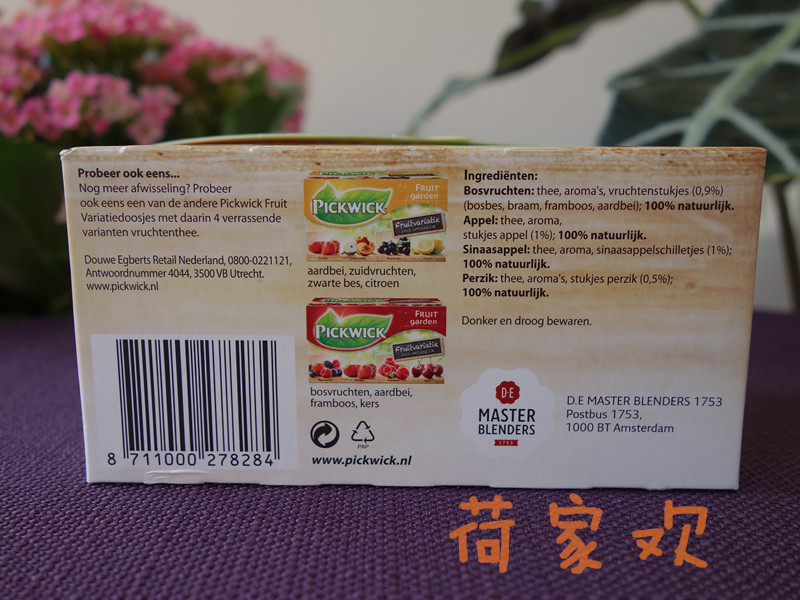 Probeer ook eens...
Nog meer afwisseling? Probeer
ook eens een van de andere Pickwick Fruit
Variatiedoosjes met daarin 4 verrassende
varianten vruchtenthee.
Douwe Egberts Retail Nederland, 0800-0221121,
Antwoordnummer 4044, 3500 VB Utrecht.
www.pickwick.nl
8 711000 278284
PICKWICK
FRUIT
garden
Fruitvariatie
aardbei, zuidvruchten,
zwarte bes, citroen
PICKWICK
FRUIT
garden
Fruitvariatie
bosvruchten, aardbei,
framboos, kers
PAP
www.pickwick.nl
Ingrediënten:
Bosvruchten: thee, aroma's, vruchtenstukjes (0,9%)
(bosbes, braam, framboos, aardbei); 100% natuurlijk.
Appel: thee, aroma,
stukjes appel (1%); 100% natuurlijk.
Sinaasappel: thee, aroma, sinaasappelschilletjes (1%);
100% natuurlijk.
Perzik: thee, aroma's, stukjes perzik (0,5%);
100% natuurlijk.
Donker en droog bewaren.
D·E
MASTER
BLENDERS
1753
D.E MASTER BLENDERS 1753
Postbus 1753,
1000 BT Amsterdam
荷家欢